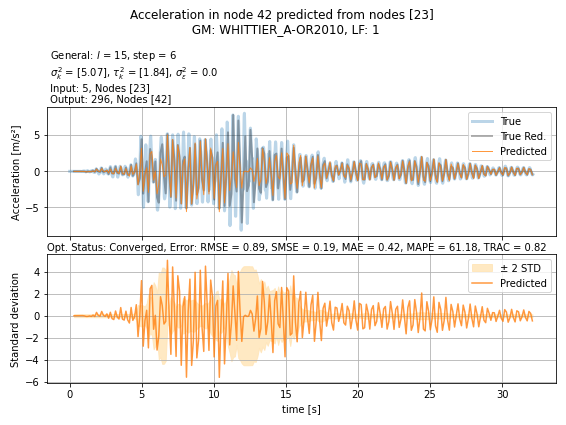 Acceleration in node 42 predicted from nodes [23]
GM: WHITTIER_A-OR2010, LF: 1
General: l = 15, step = 6
σ²ₖ = [5.07], τ²ₖ = [1.84], σ²ε = 0.0
Input: 5, Nodes [23]
Output: 296, Nodes [42]
Acceleration [m/s²]
5
0
−5
True
True Red.
Predicted
Opt. Status: Converged, Error: RMSE = 0.89, SMSE = 0.19, MAE = 0.42, MAPE = 61.18, TRAC = 0.82
Standard deviation
4
2
0
−2
−4
−6
± 2 STD
Predicted
0 5 10 15 20 25 30
time [s]